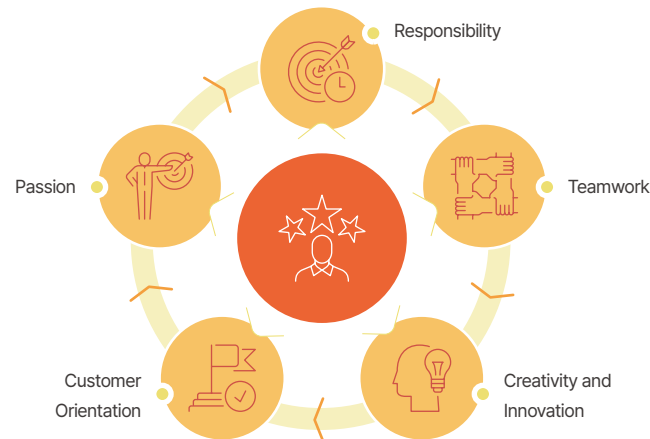 Responsibility
Passion
Teamwork
Customer
Orientation
Creativity and
Innovation